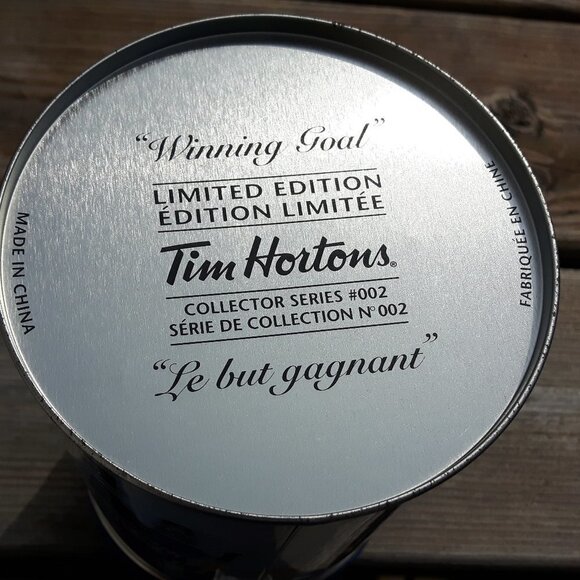 "Winning Goal"
LIMITED EDITION
ÉDITION LIMITÉE
Tim Hortons®
COLLECTOR SERIES #002
SÉRIE DE COLLECTION N° 002
"Le but gagnant"
MADE IN CHINA
FABRIQUÉE EN CHINE